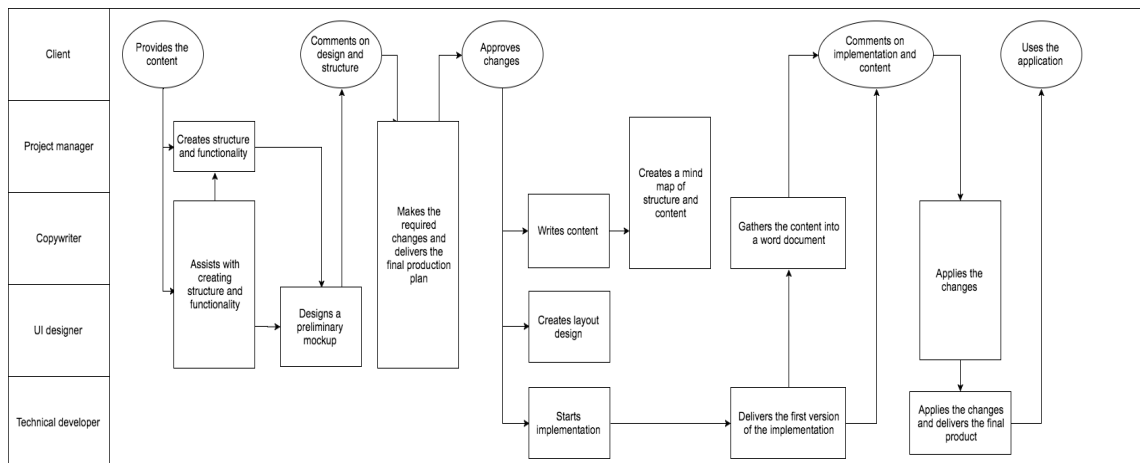 Client
Project manager
Copywriter
UI designer
Technical developer
Provides the
content
Creates structure
and functionality
Assists with
creating
structure and
functionality
Comments on
design and
structure
Designs a
preliminary
mockup
Makes the
required
changes and
delivers the
final production
plan
Approves
changes
Writes content
Creates a mind
map of
structure and
content
Creates layout
design
Starts
implementation
Gathers the content into
a word document
Delivers the first version
of the implementation
Comments on
implementation and
content
Applies the
changes
Applies the changes
and delivers the final
product
Uses the
application